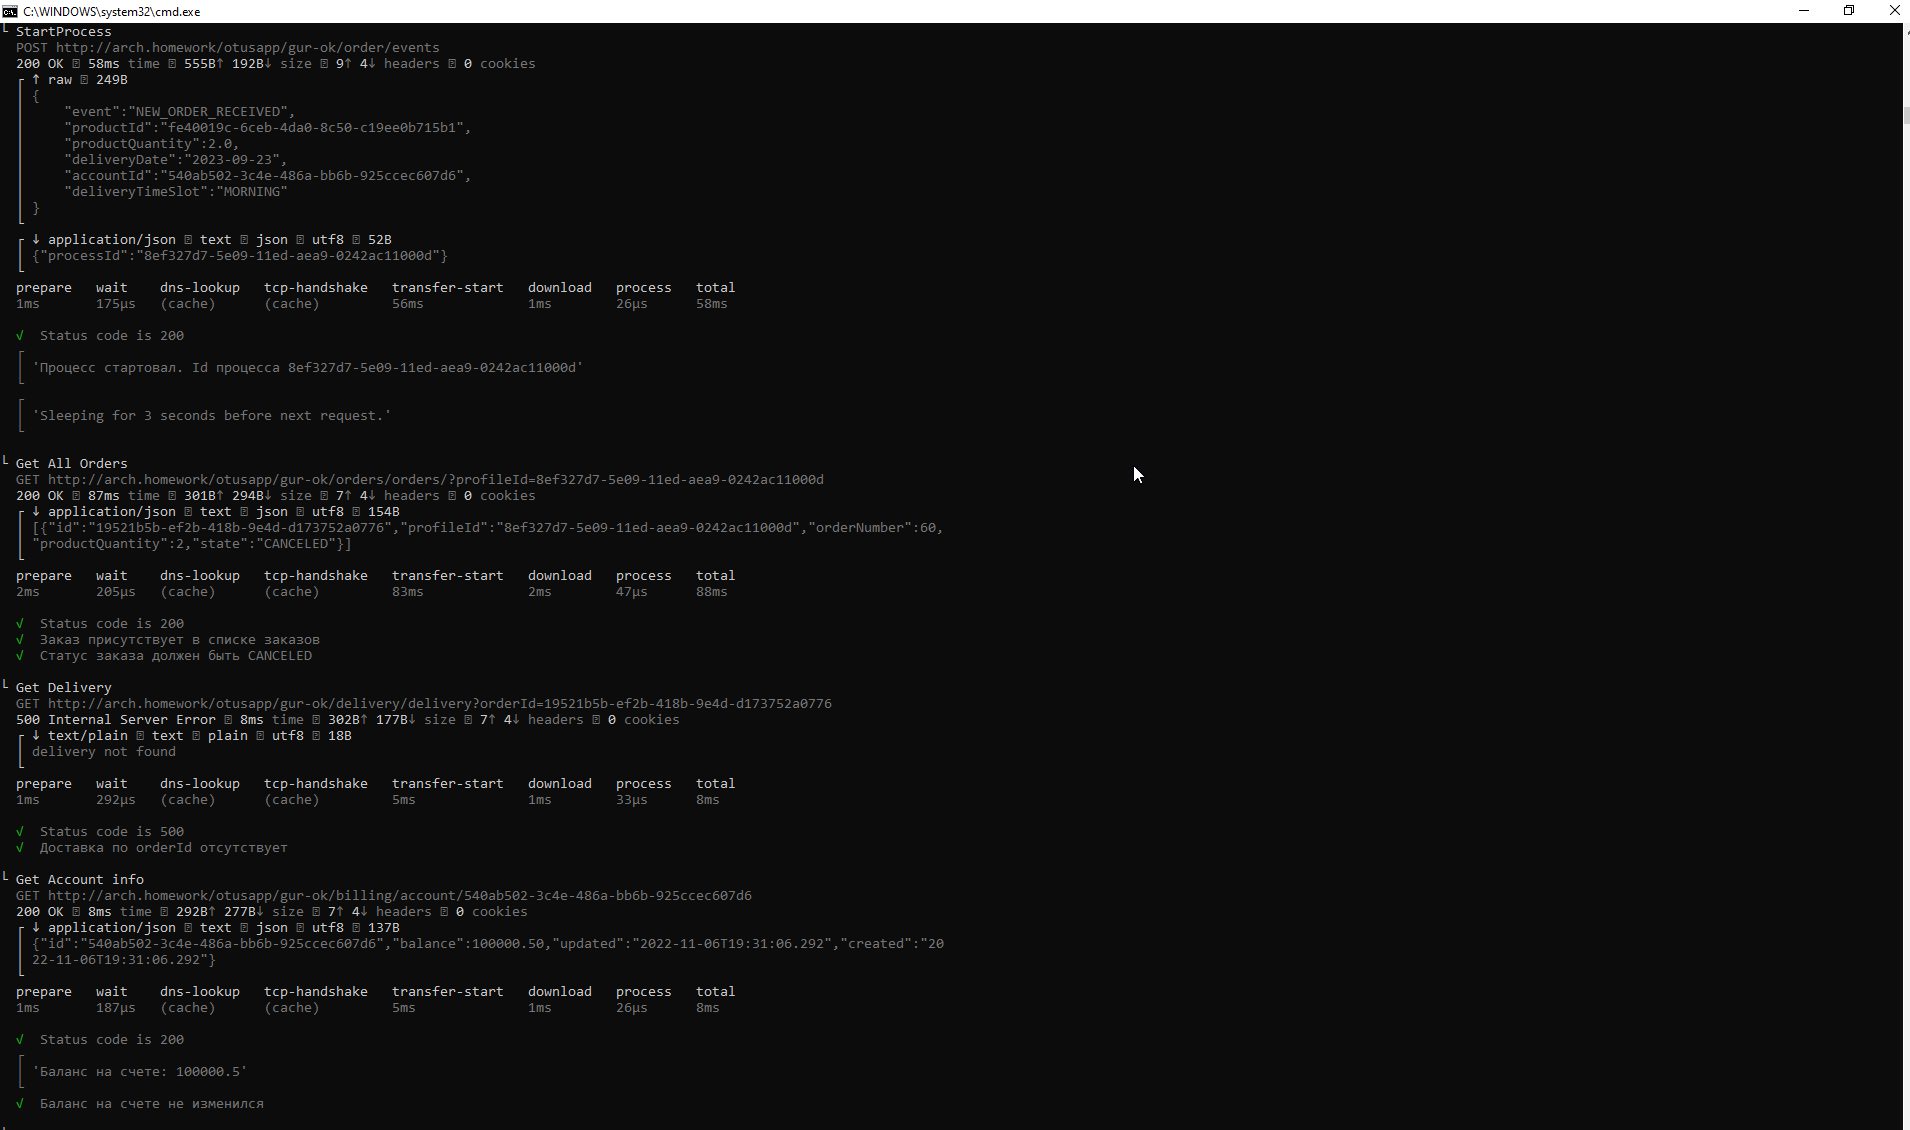 C:\WINDOWS\system32\cmd.exe
└ StartProcess
POST http://arch.homework/otusapp/gur-ok/order/events
200 OK ⍰ 58ms time ⍰ 555B↑ 192B↓ size ⍰ 9↑ 4↓ headers ⍰ 0 cookies
┌ ↑ raw ⍰ 249B
│ {
│     "event":"NEW_ORDER_RECEIVED",
│     "productId":"fe40019c-6ceb-4da0-8c50-c19ee0b715b1",
│     "productQuantity":2.0,
│     "deliveryDate":"2023-09-23",
│     "accountId":"540ab502-3c4e-486a-bb6b-925ccec607d6",
│     "deliveryTimeSlot":"MORNING"
│ }
└
┌ ↓ application/json ⍰ text ⍰ json ⍰ utf8 ⍰ 52B
│ {"processId":"8ef327d7-5e09-11ed-aea9-0242ac11000d"}
└
prepare   wait    dns-lookup   tcp-handshake   transfer-start   download   process   total
1ms       175µs   (cache)      (cache)         56ms             1ms        26µs      58ms
√  Status code is 200
┌
│ 'Процесс стартовал. Id процесса 8ef327d7-5e09-11ed-aea9-0242ac11000d'
└
┌
│ 'Sleeping for 3 seconds before next request.'
└
└ Get All Orders
GET http://arch.homework/otusapp/gur-ok/orders/orders/?profileId=8ef327d7-5e09-11ed-aea9-0242ac11000d
200 OK ⍰ 87ms time ⍰ 301B↑ 294B↓ size ⍰ 7↑ 4↓ headers ⍰ 0 cookies
┌ ↓ application/json ⍰ text ⍰ json ⍰ utf8 ⍰ 154B
│ [{"id":"19521b5b-ef2b-418b-9e4d-d173752a0776","profileId":"8ef327d7-5e09-11ed-aea9-0242ac11000d","orderNumber":60,
│ "productQuantity":2,"state":"CANCELED"}]
└
prepare   wait    dns-lookup   tcp-handshake   transfer-start   download   process   total
2ms       205µs   (cache)      (cache)         83ms             2ms        47µs      88ms
√  Status code is 200
√  Заказ присутствует в списке заказов
√  Статус заказа должен быть CANCELED
└ Get Delivery
GET http://arch.homework/otusapp/gur-ok/delivery/delivery?orderId=19521b5b-ef2b-418b-9e4d-d173752a0776
500 Internal Server Error ⍰ 8ms time ⍰ 302B↑ 177B↓ size ⍰ 7↑ 4↓ headers ⍰ 0 cookies
┌ ↓ text/plain ⍰ text ⍰ plain ⍰ utf8 ⍰ 18B
│ delivery not found
└
prepare   wait    dns-lookup   tcp-handshake   transfer-start   download   process   total
1ms       292µs   (cache)      (cache)         5ms              1ms        33µs      8ms
√  Status code is 500
√  Доставка по orderId отсутствует
└ Get Account info
GET http://arch.homework/otusapp/gur-ok/billing/account/540ab502-3c4e-486a-bb6b-925ccec607d6
200 OK ⍰ 8ms time ⍰ 292B↑ 277B↓ size ⍰ 7↑ 4↓ headers ⍰ 0 cookies
┌ ↓ application/json ⍰ text ⍰ json ⍰ utf8 ⍰ 137B
│ {"id":"540ab502-3c4e-486a-bb6b-925ccec607d6","balance":100000.50,"updated":"2022-11-06T19:31:06.292","created":"20
│ 22-11-06T19:31:06.292"}
└
prepare   wait    dns-lookup   tcp-handshake   transfer-start   download   process   total
1ms       187µs   (cache)      (cache)         5ms              1ms        26µs      8ms
√  Status code is 200
┌
│ 'Баланс на счете: 100000.5'
└
√  Баланс на счете не изменился